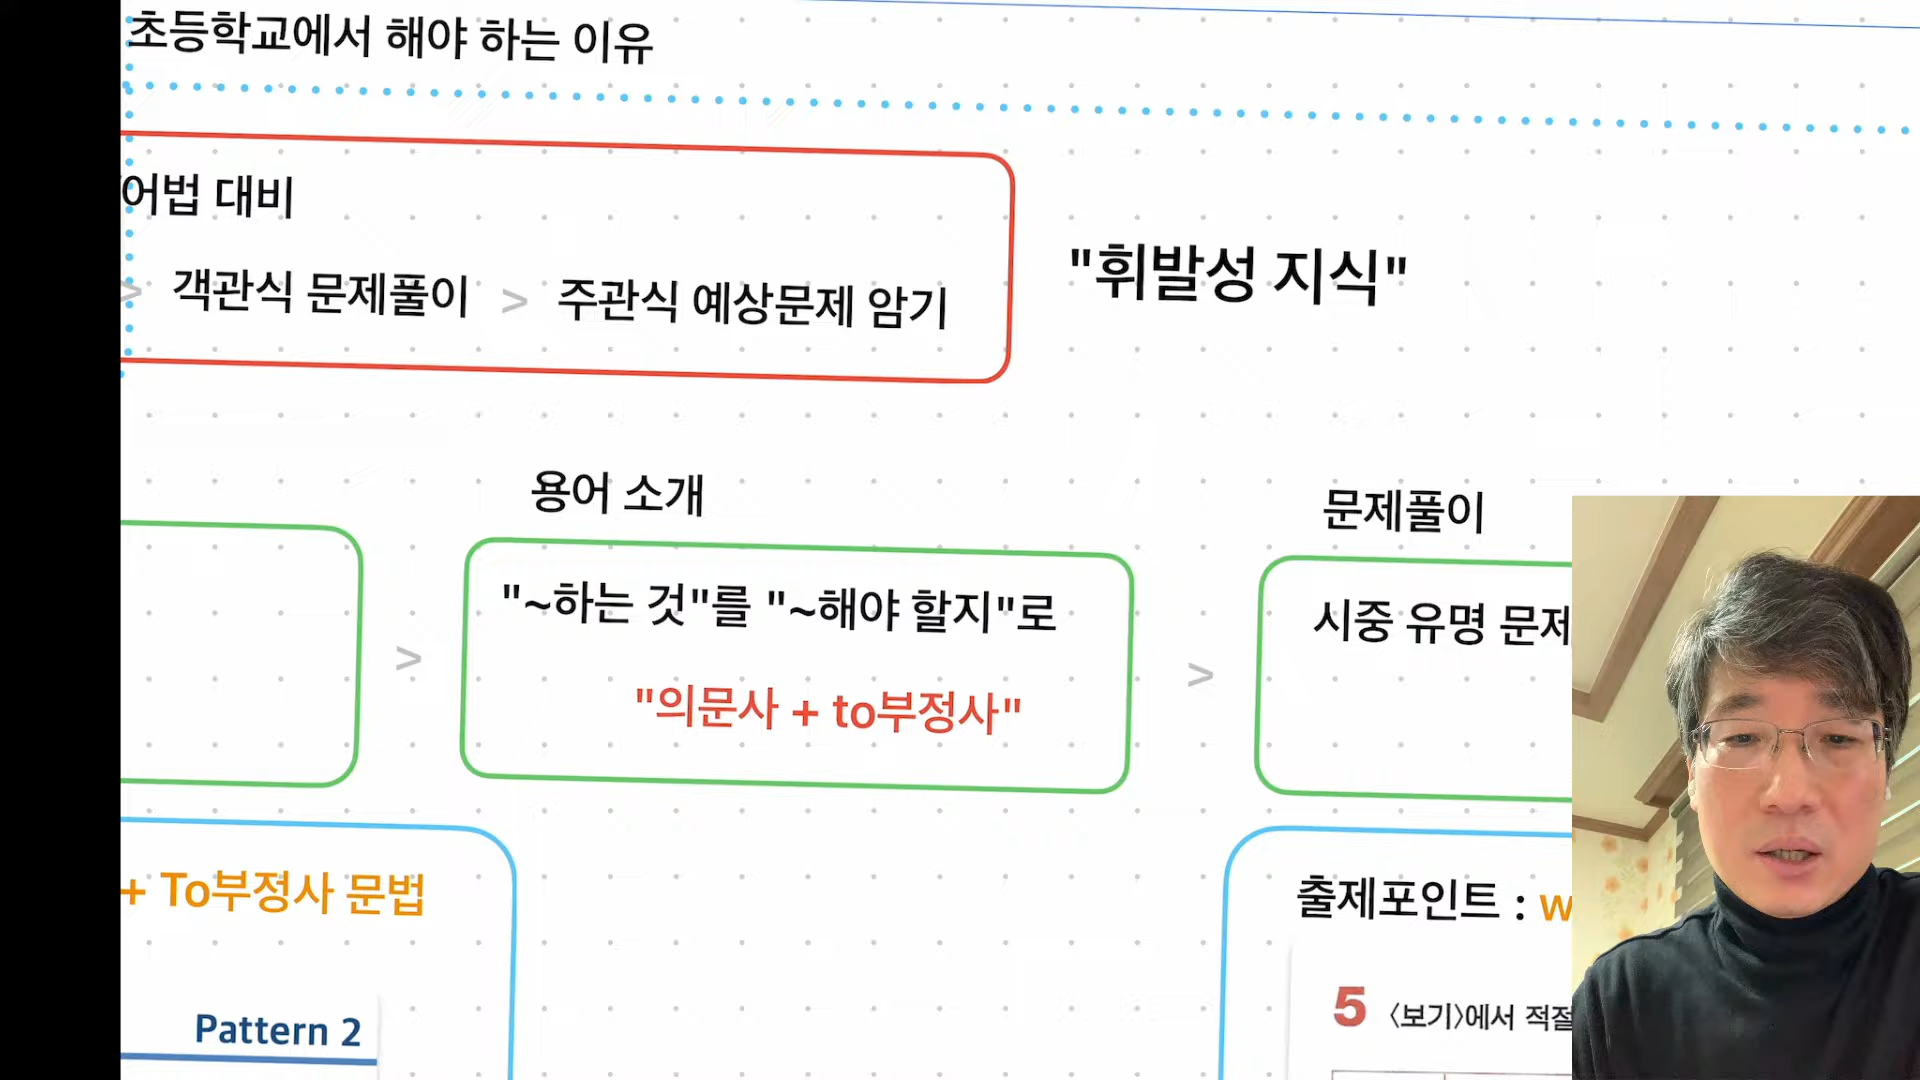 초등학교에서 해야 하는 이유
어법 대비
> 객관식 문제풀이 > 주관식 예상문제 암기
"휘발성 지식"
용어 소개
문제풀이
> "~하는 것"를 "~해야 할지"로
"의문사 + to부정사"
> 시중 유명 문제
+ To부정사 문법
출제포인트 : w
Pattern 2
5 <보기>에서 적절